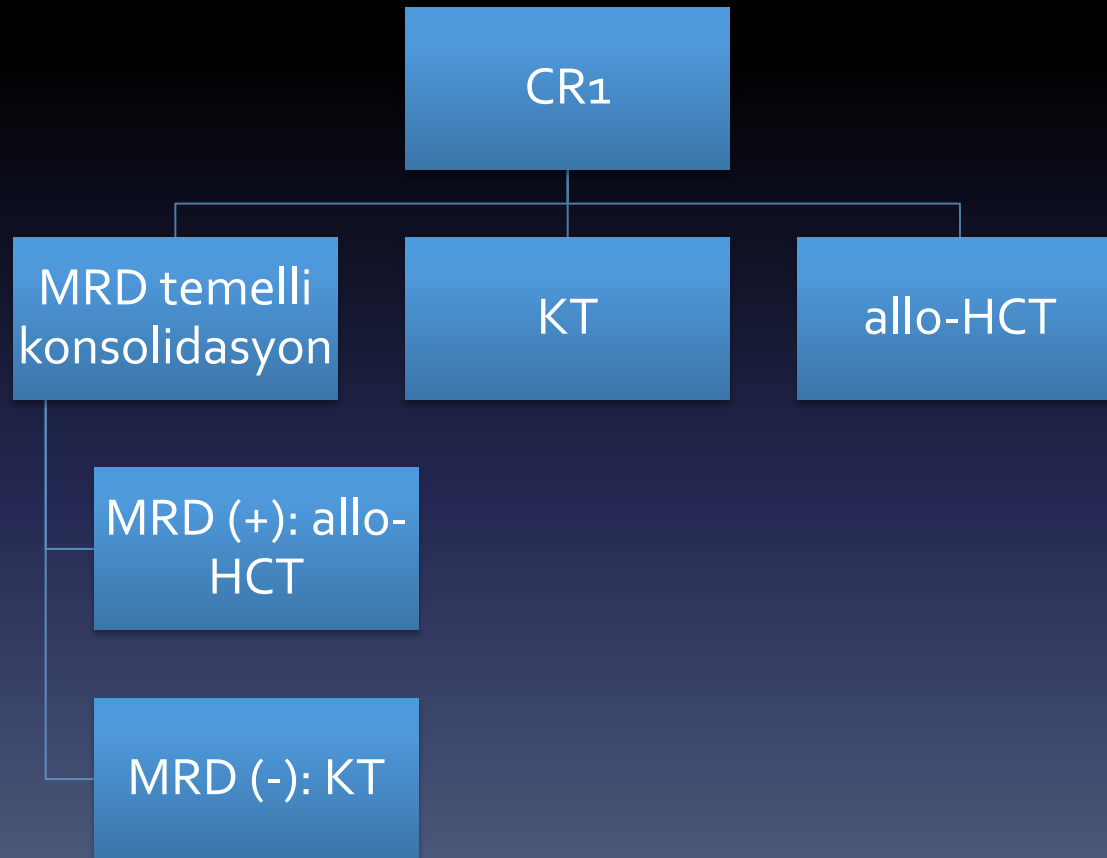 CR1
MRD temelli
konsolidasyon
KT
allo-HCT
MRD (+): allo-
HCT
MRD (-): KT